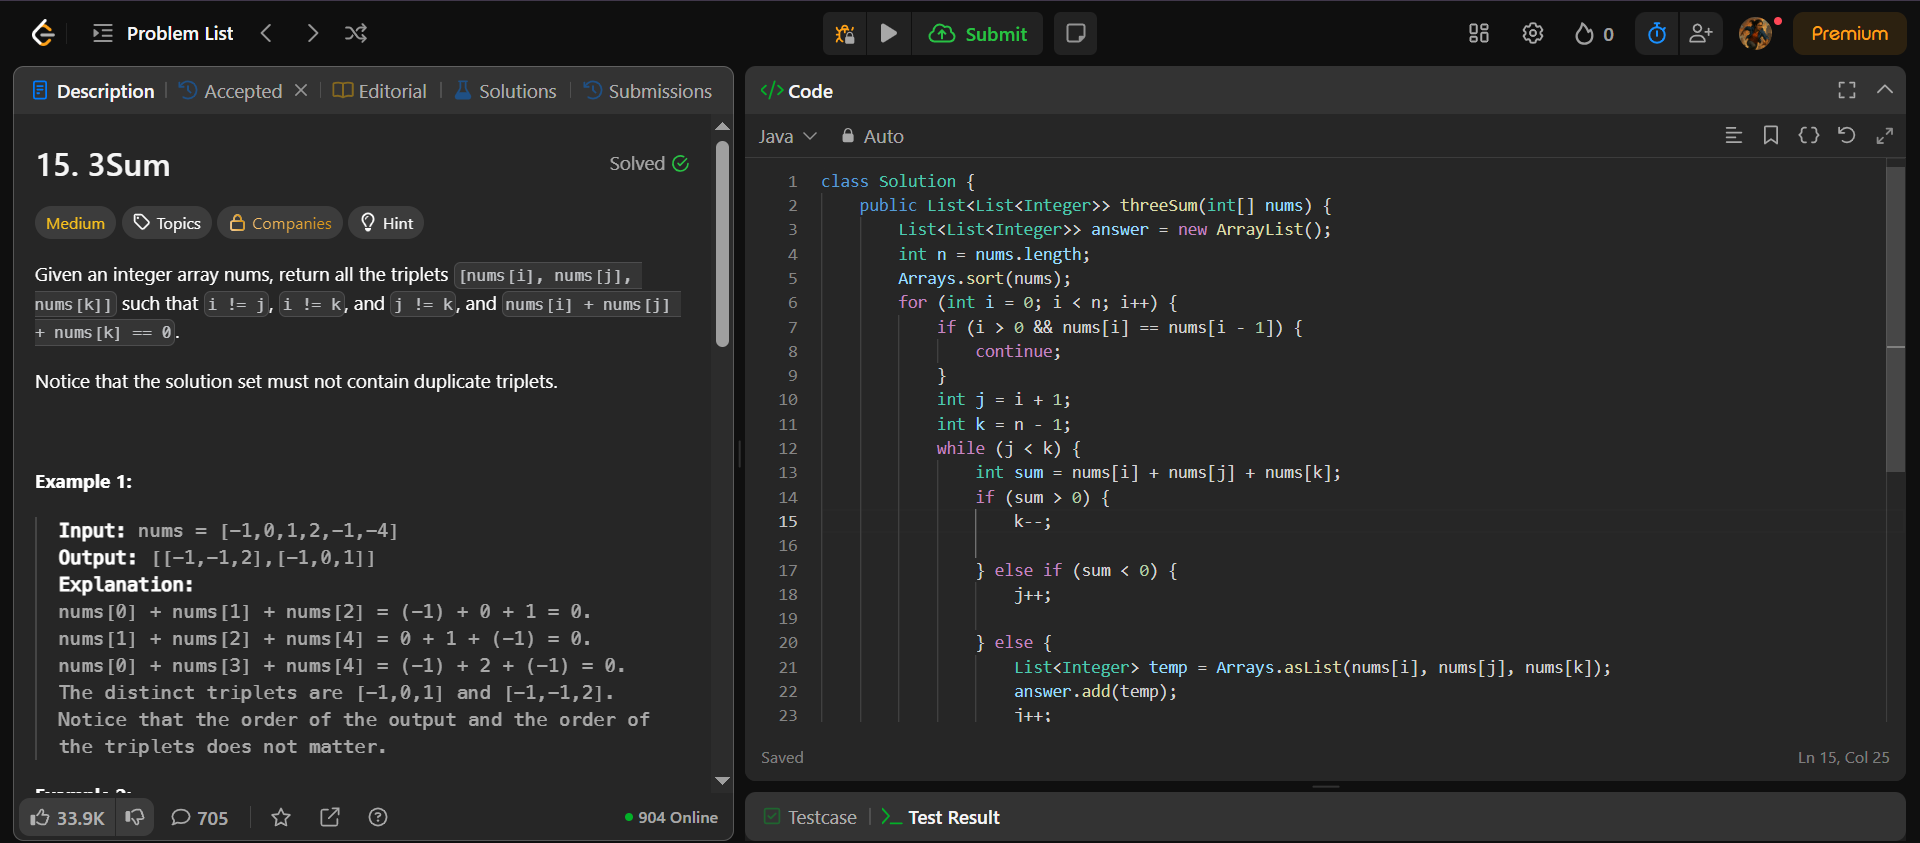 Problem List
Submit
0
Premium
Description
Accepted
Editorial
Solutions
Submissions
15. 3Sum
Solved
Medium
Topics
Companies
Hint
Given an integer array nums, return all the triplets [nums[i], nums[j],
nums[k]] such that i != j, i != k, and j != k, and nums[i] + nums[j]
+ nums[k] == 0.
Notice that the solution set must not contain duplicate triplets.
Example 1:
Input: nums = [-1,0,1,2,-1,-4]
Output: [[-1,-1,2],[-1,0,1]]
Explanation:
nums[0] + nums[1] + nums[2] = (-1) + 0 + 1 = 0.
nums[1] + nums[2] + nums[4] = 0 + 1 + (-1) = 0.
nums[0] + nums[3] + nums[4] = (-1) + 2 + (-1) = 0.
The distinct triplets are [-1,0,1] and [-1,-1,2].
Notice that the order of the output and the order of
the triplets does not matter.
Example 2:
33.9K
705
904 Online
</> Code
Java
Auto
1 class Solution {
2 public List<List<Integer>> threeSum(int[] nums) {
3 List<List<Integer>> answer = new ArrayList();
4 int n = nums.length;
5 Arrays.sort(nums);
6 for (int i = 0; i < n; i++) {
7 if (i > 0 && nums[i] == nums[i - 1]) {
8 continue;
9 }
10 int j = i + 1;
11 int k = n - 1;
12 while (j < k) {
13 int sum = nums[i] + nums[j] + nums[k];
14 if (sum > 0) {
15 k--;
16
17 } else if (sum < 0) {
18 j++;
19
20 } else {
21 List<Integer> temp = Arrays.asList(nums[i], nums[j], nums[k]);
22 answer.add(temp);
23 j++;
Saved
Ln 15, Col 25
Testcase
Test Result